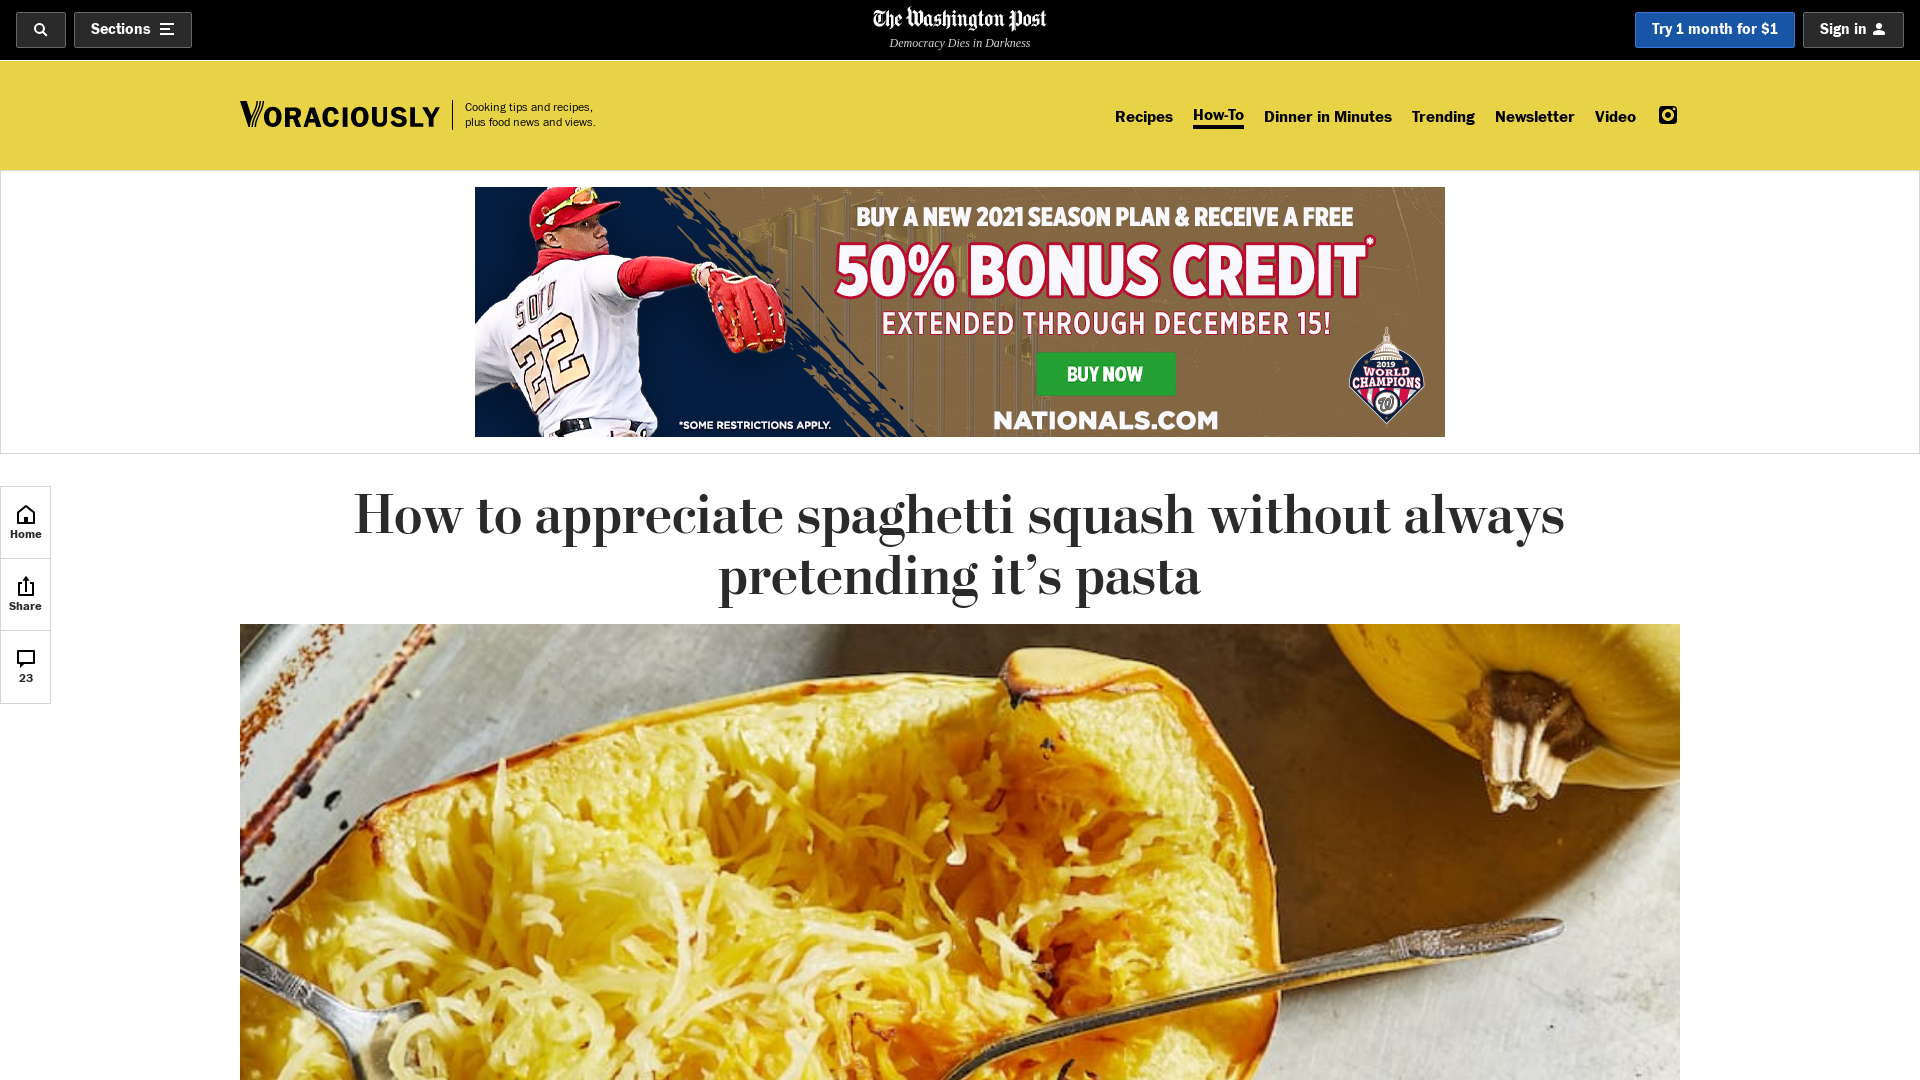 Sections
The Washington Post
Democracy Dies in Darkness
Try 1 month for $1
Sign in
VORACIOUSLY
Cooking tips and recipes,
plus food news and views.
Recipes
How-To
Dinner in Minutes
Trending
Newsletter
Video
SOTO
22
BUY A NEW 2021 SEASON PLAN & RECEIVE A FREE
50% BONUS CREDIT*
EXTENDED THROUGH DECEMBER 15!
BUY NOW
NATIONALS.COM
*SOME RESTRICTIONS APPLY.
2019
WORLD
CHAMPIONS
W
Home
Share
23
How to appreciate spaghetti squash without always
pretending it’s pasta